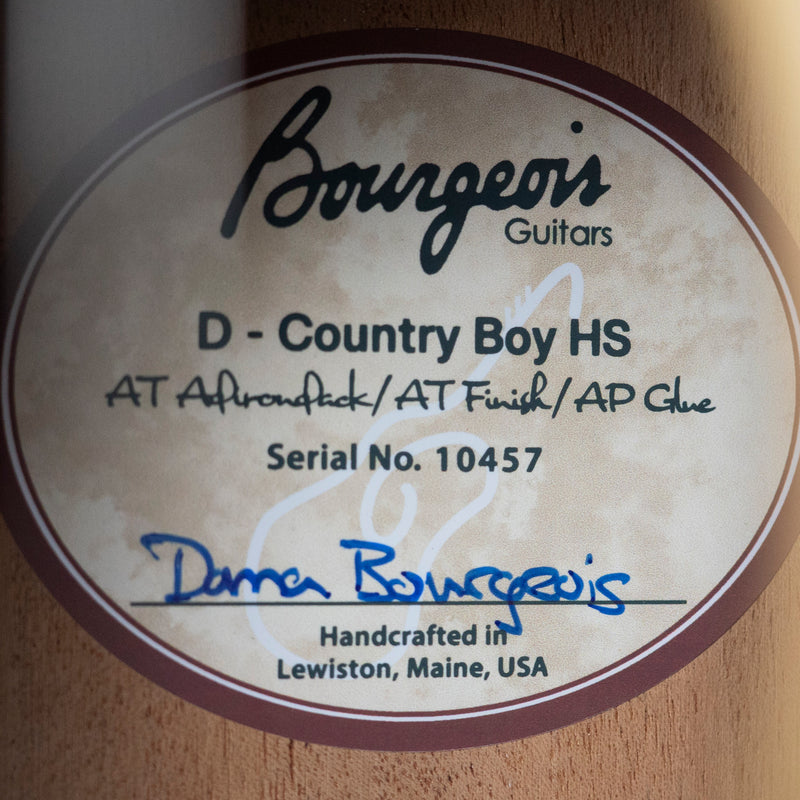 Bourgeois
Guitars
D - Country Boy HS
AT Adirondack/AT Finish/AP Glue
Serial No. 10457
Dana Bourgeois
Handcrafted in
Lewiston, Maine, USA